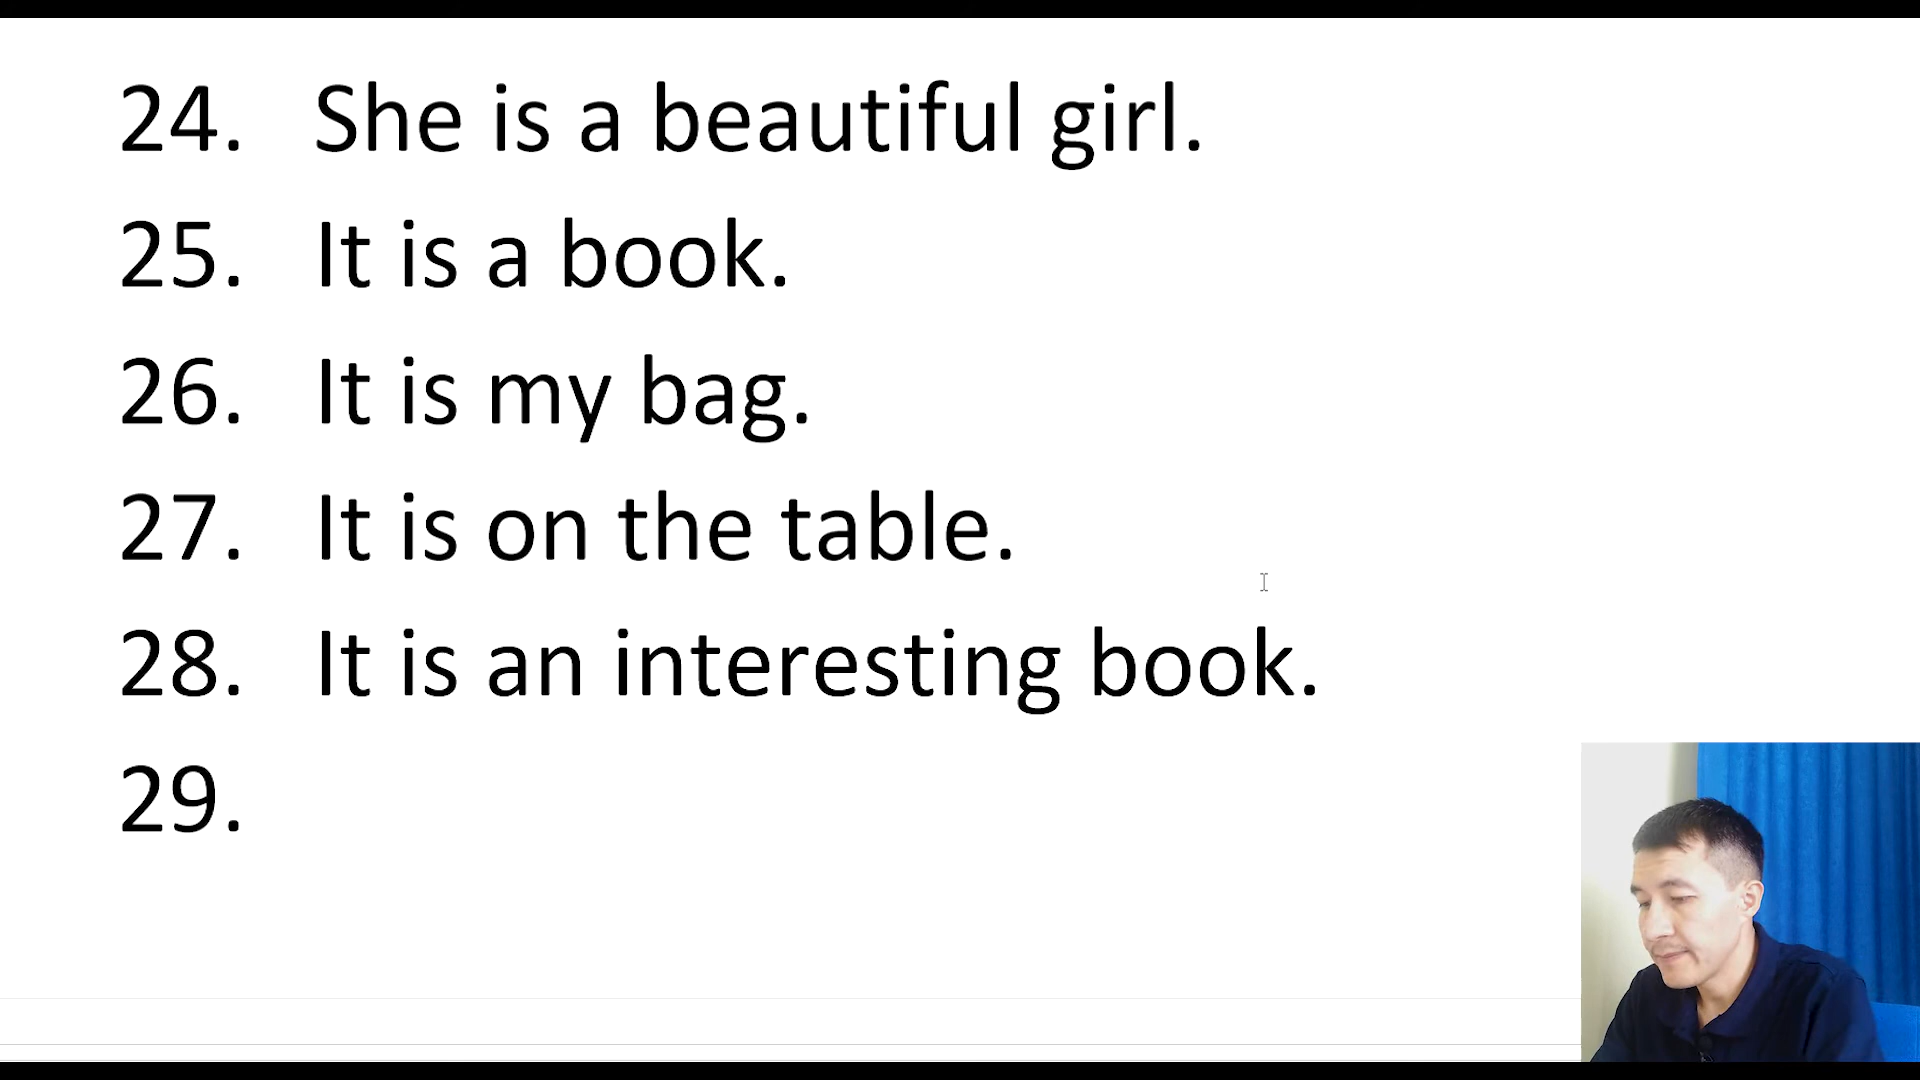 24. She is a beautiful girl.
25. It is a book.
26. It is my bag.
27. It is on the table.
28. It is an interesting book.
29.